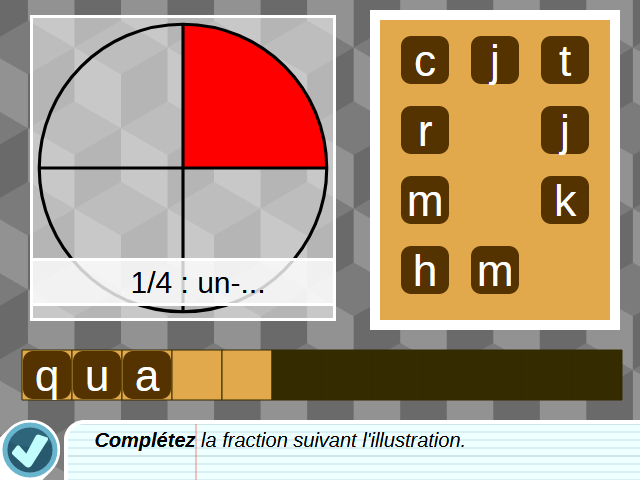 c j t
r j
m k
h m
1/4 : un-...
q u a
Complétez la fraction suivant l'illustration.